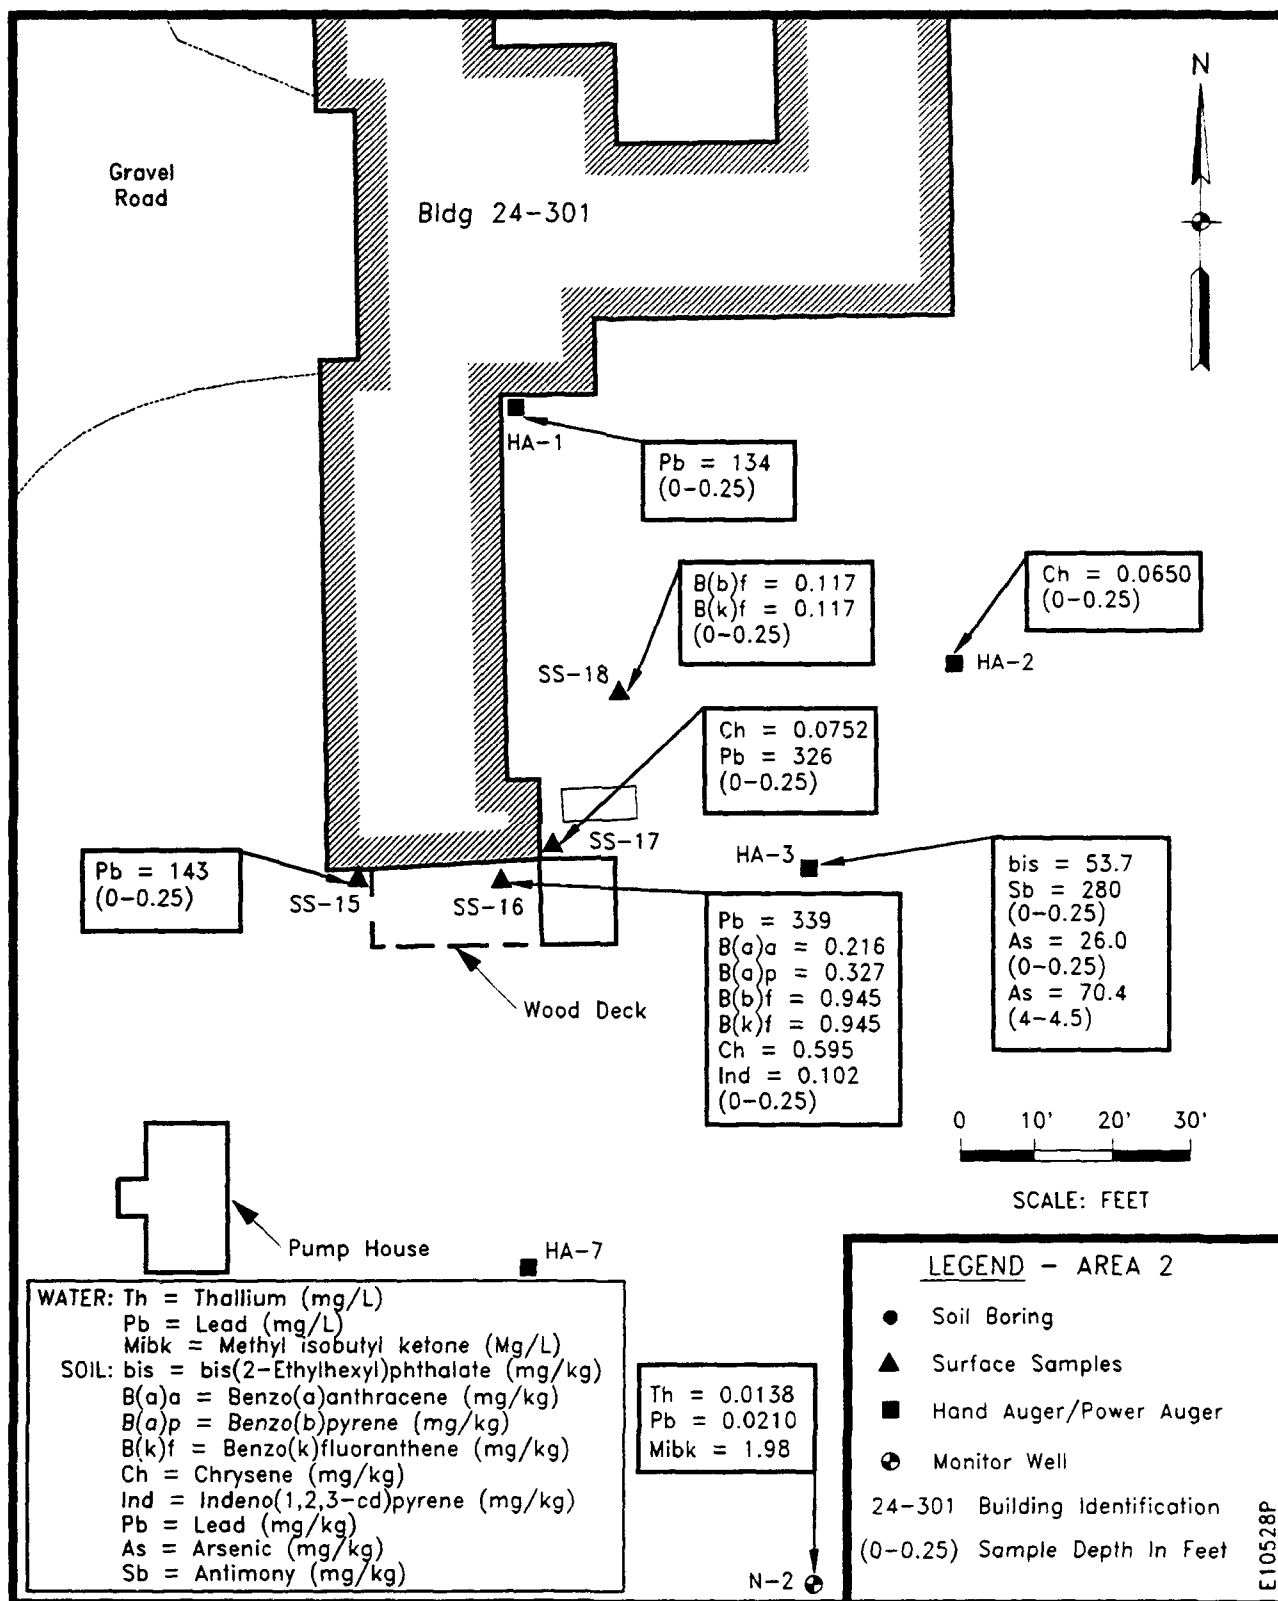 N
Gravel
Road
Bldg 24-301
HA-1
Pb = 134
(0-0.25)
B(b)f = 0.117
B(k)f = 0.117
(0-0.25)
Ch = 0.0650
(0-0.25)
SS-18
HA-2
Ch = 0.0752
Pb = 326
(0-0.25)
SS-17
HA-3
Pb = 143
(0-0.25)
SS-15
SS-16
bis = 53.7
Sb = 280
(0-0.25)
As = 26.0
(0-0.25)
As = 70.4
(4-4.5)
Pb = 339
B(a)a = 0.216
B(a)p = 0.327
B(b)f = 0.945
B(k)f = 0.945
Ch = 0.595
Ind = 0.102
(0-0.25)
Wood Deck
0 10' 20' 30'
SCALE: FEET
Pump House
HA-7
WATER: Th = Thallium (mg/L)
Pb = Lead (mg/L)
Mibk = Methyl isobutyl ketone (Mg/L)
SOIL: bis = bis(2-Ethylhexyl)phthalate (mg/kg)
B(a)a = Benzo(a)anthracene (mg/kg)
B(a)p = Benzo(b)pyrene (mg/kg)
B(k)f = Benzo(k)fluoranthene (mg/kg)
Ch = Chrysene (mg/kg)
Ind = Indeno(1,2,3-cd)pyrene (mg/kg)
Pb = Lead (mg/kg)
As = Arsenic (mg/kg)
Sb = Antimony (mg/kg)
Th = 0.0138
Pb = 0.0210
Mibk = 1.98
N-2
LEGEND - AREA 2
Soil Boring
Surface Samples
Hand Auger/Power Auger
Monitor Well
24-301 Building Identification
(0-0.25) Sample Depth In Feet
E10528P